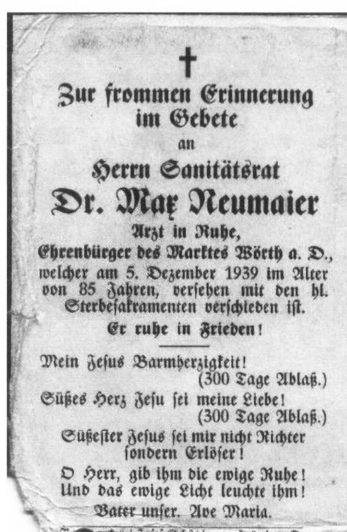 Zur frommen Erinnerung
im Gebete
an
Herrn Sanitätsrat
Dr. Max Neumaier
Arzt in Ruhe,
Ehrenbürger des Marktes Wörth a. D.,
welcher am 5. Dezember 1939 im Alter
von 85 Jahren, versehen mit den hl.
Sterbesakramenten verschieden ist.
Er ruhe in Frieden!
Mein Jesus Barmherzigkeit!
(300 Tage Ablaß.)
Süßes Herz Jesu sei meine Liebe!
(300 Tage Ablaß.)
Süßester Jesus sei mir nicht Richter
sondern Erlöser!
O Herr, gib ihm die ewige Ruhe!
Und das ewige Licht leuchte ihm!
Vater unser. Ave Maria.